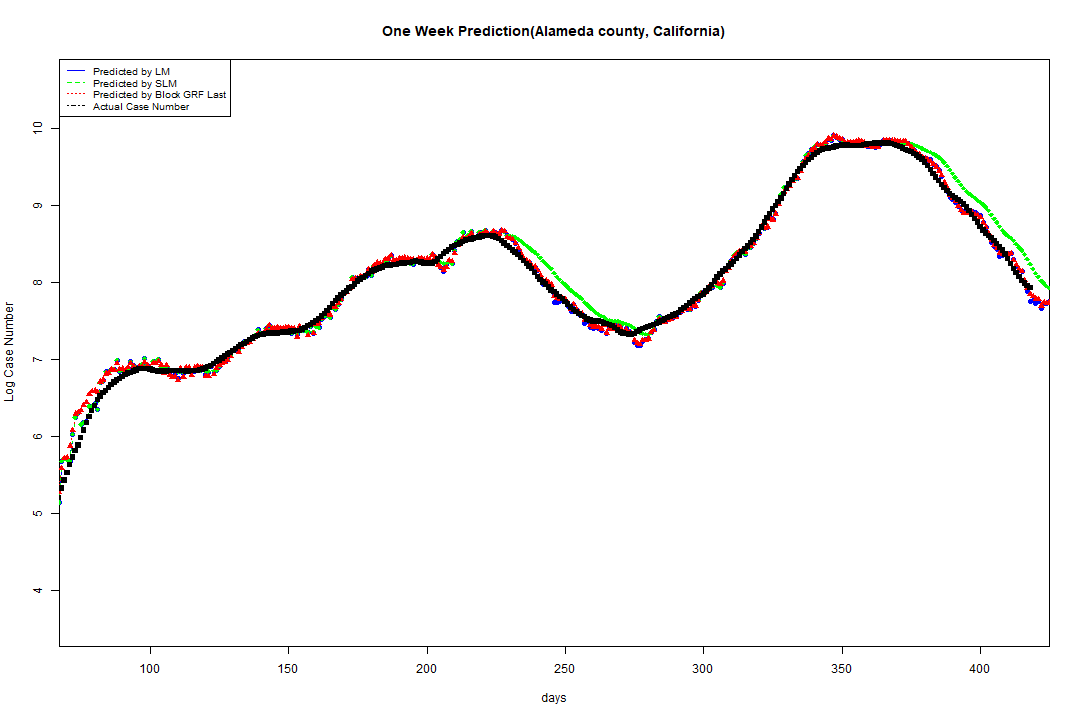 One Week Prediction(Alameda county, California)
Predicted by LM
Predicted by SLM
Predicted by Block GRF Last
Actual Case Number
10
9
8
7
6
5
4
Log Case Number
100 150 200 250 300 350 400
days